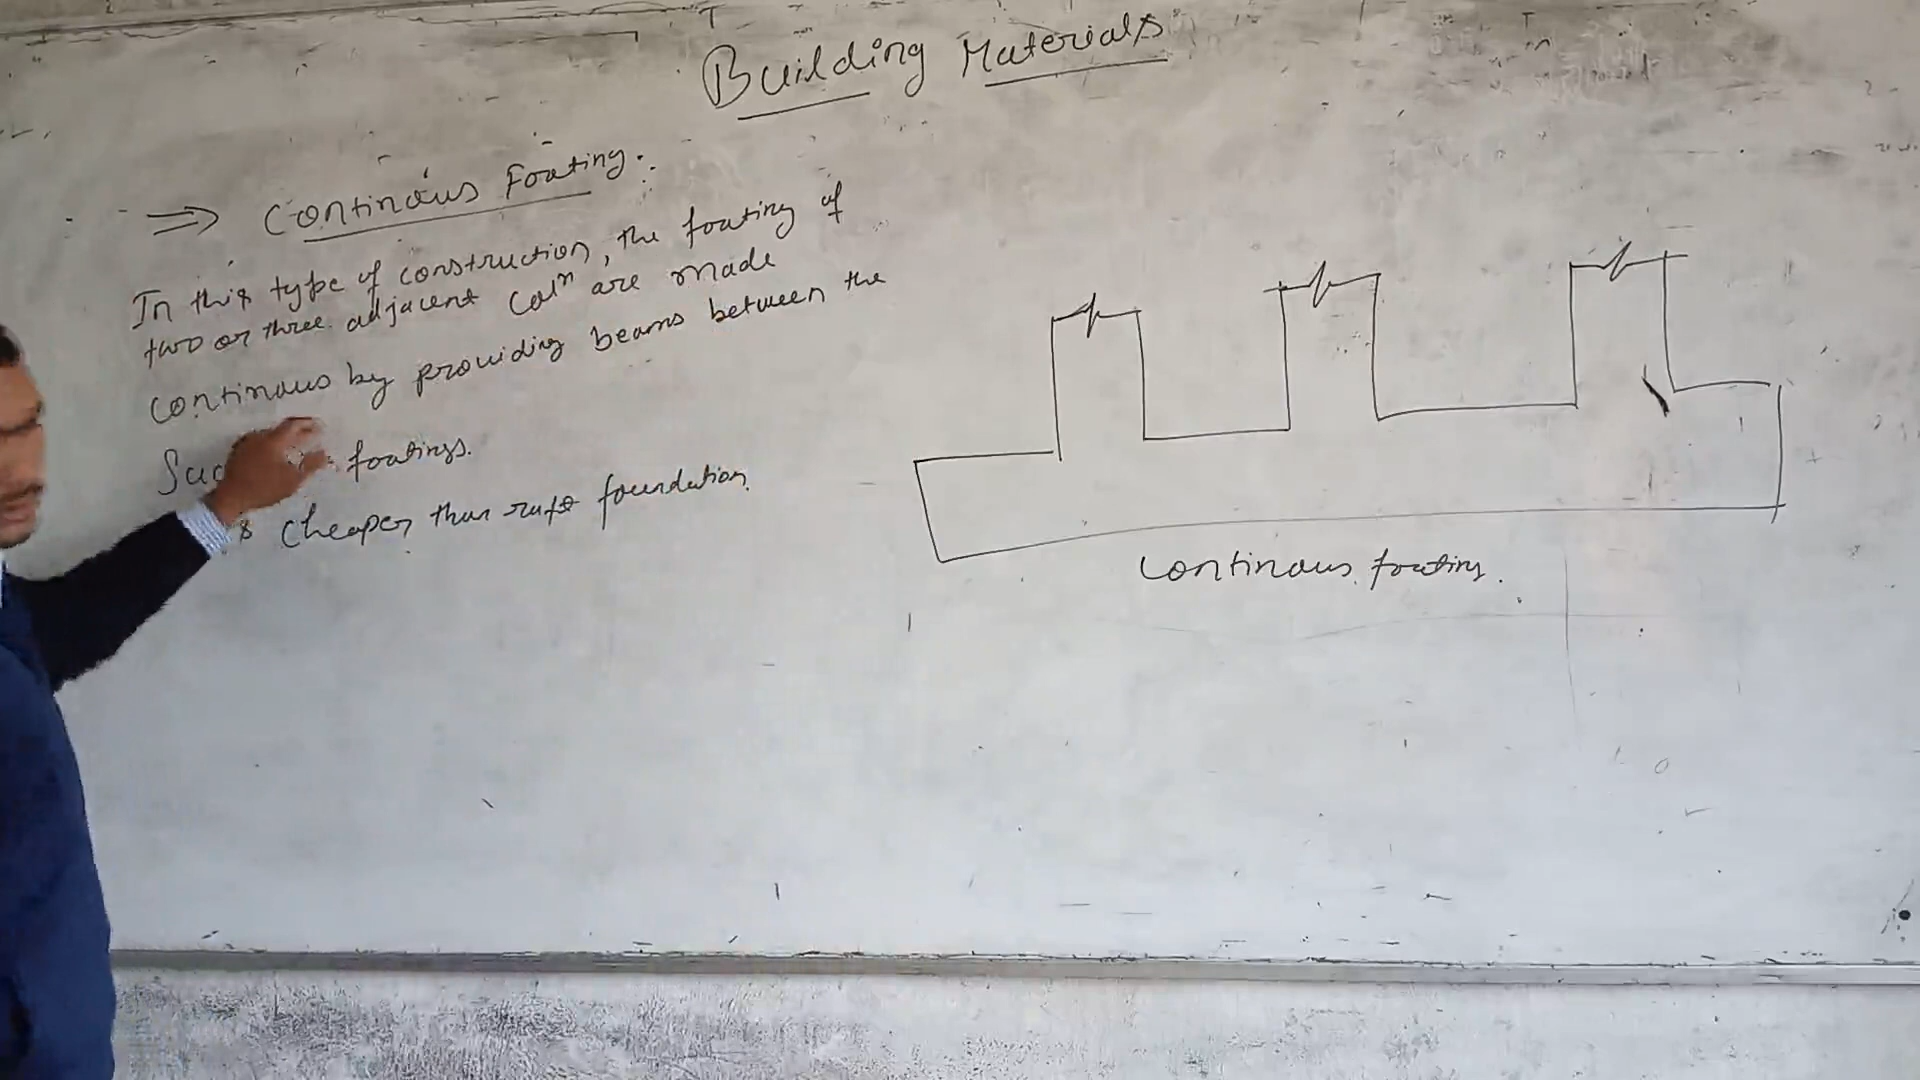 Building Materials
⇒ Continous Footing :
In this type of construction, the footing of
two or three adjacent colⁿ are made
continous by providing beams between the
footings.
cheaper than raft foundation.
continous footing.